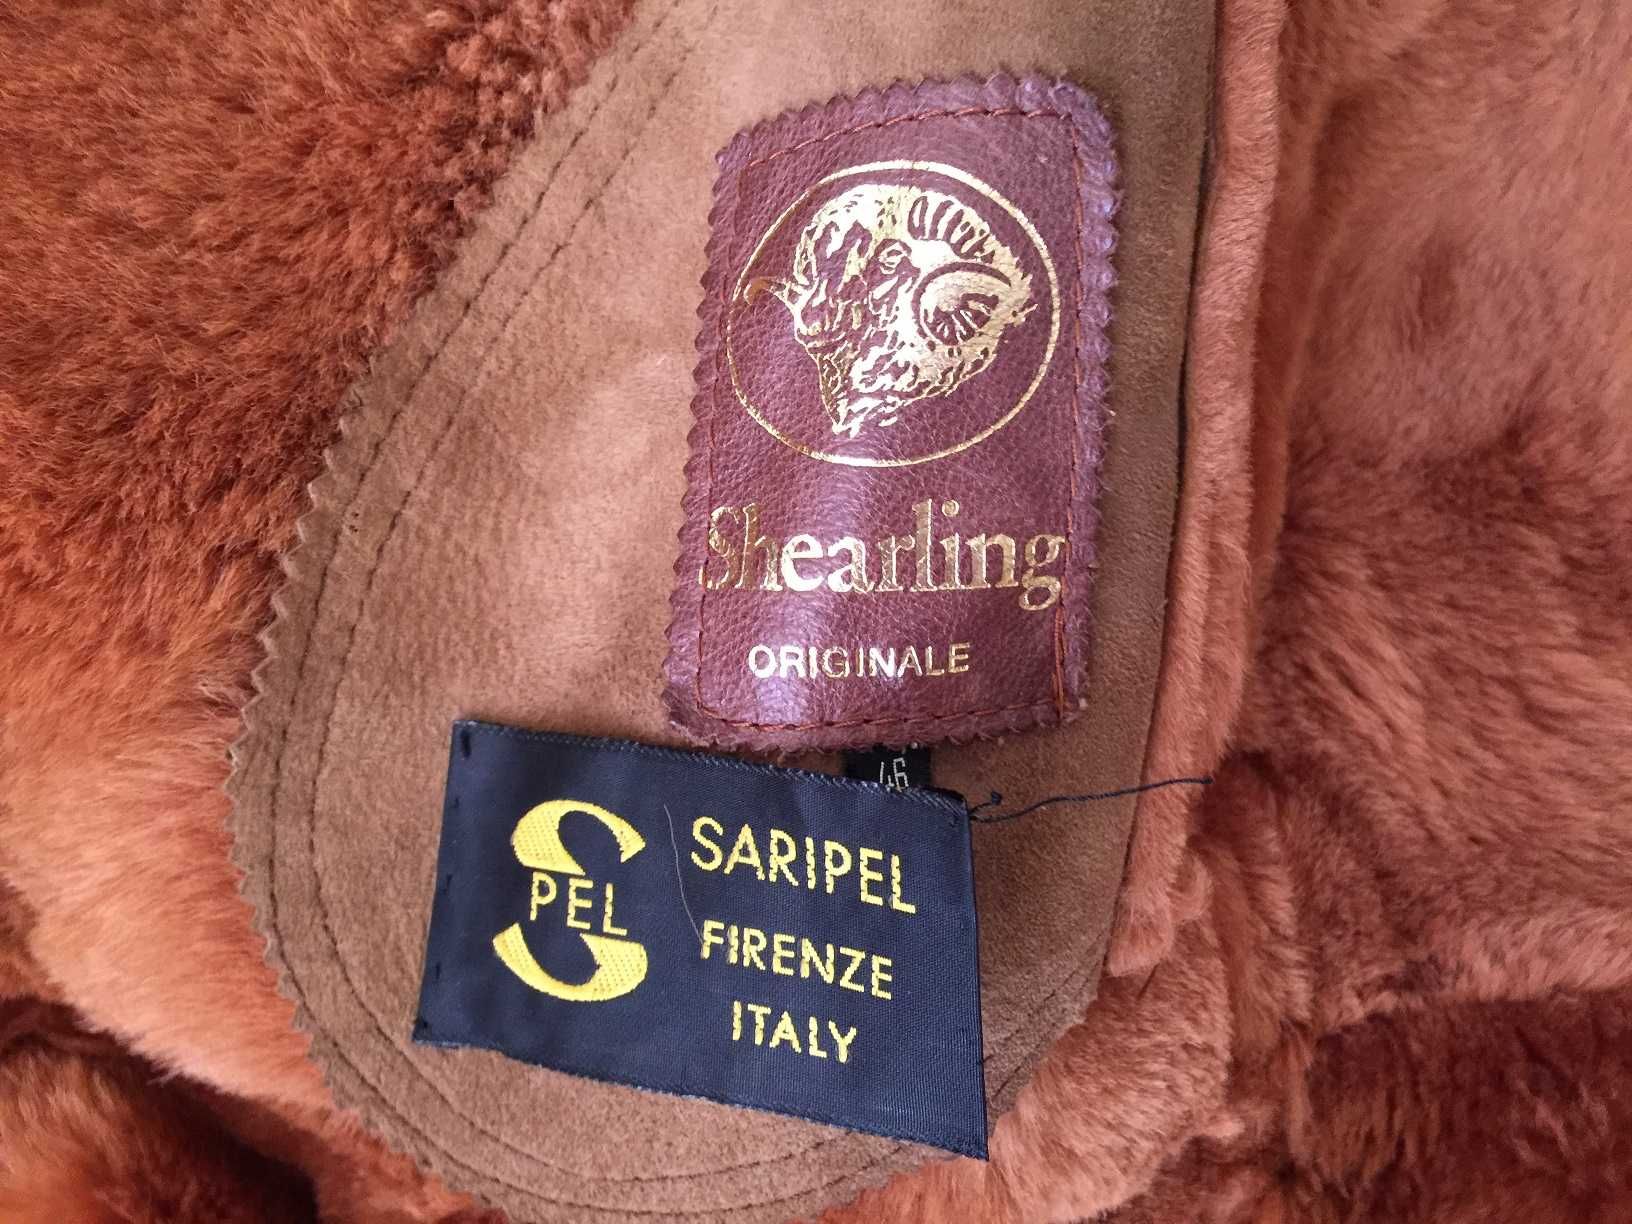 Shearling
ORIGINALE
46
S
PEL
SARIPEL
FIRENZE
ITALY